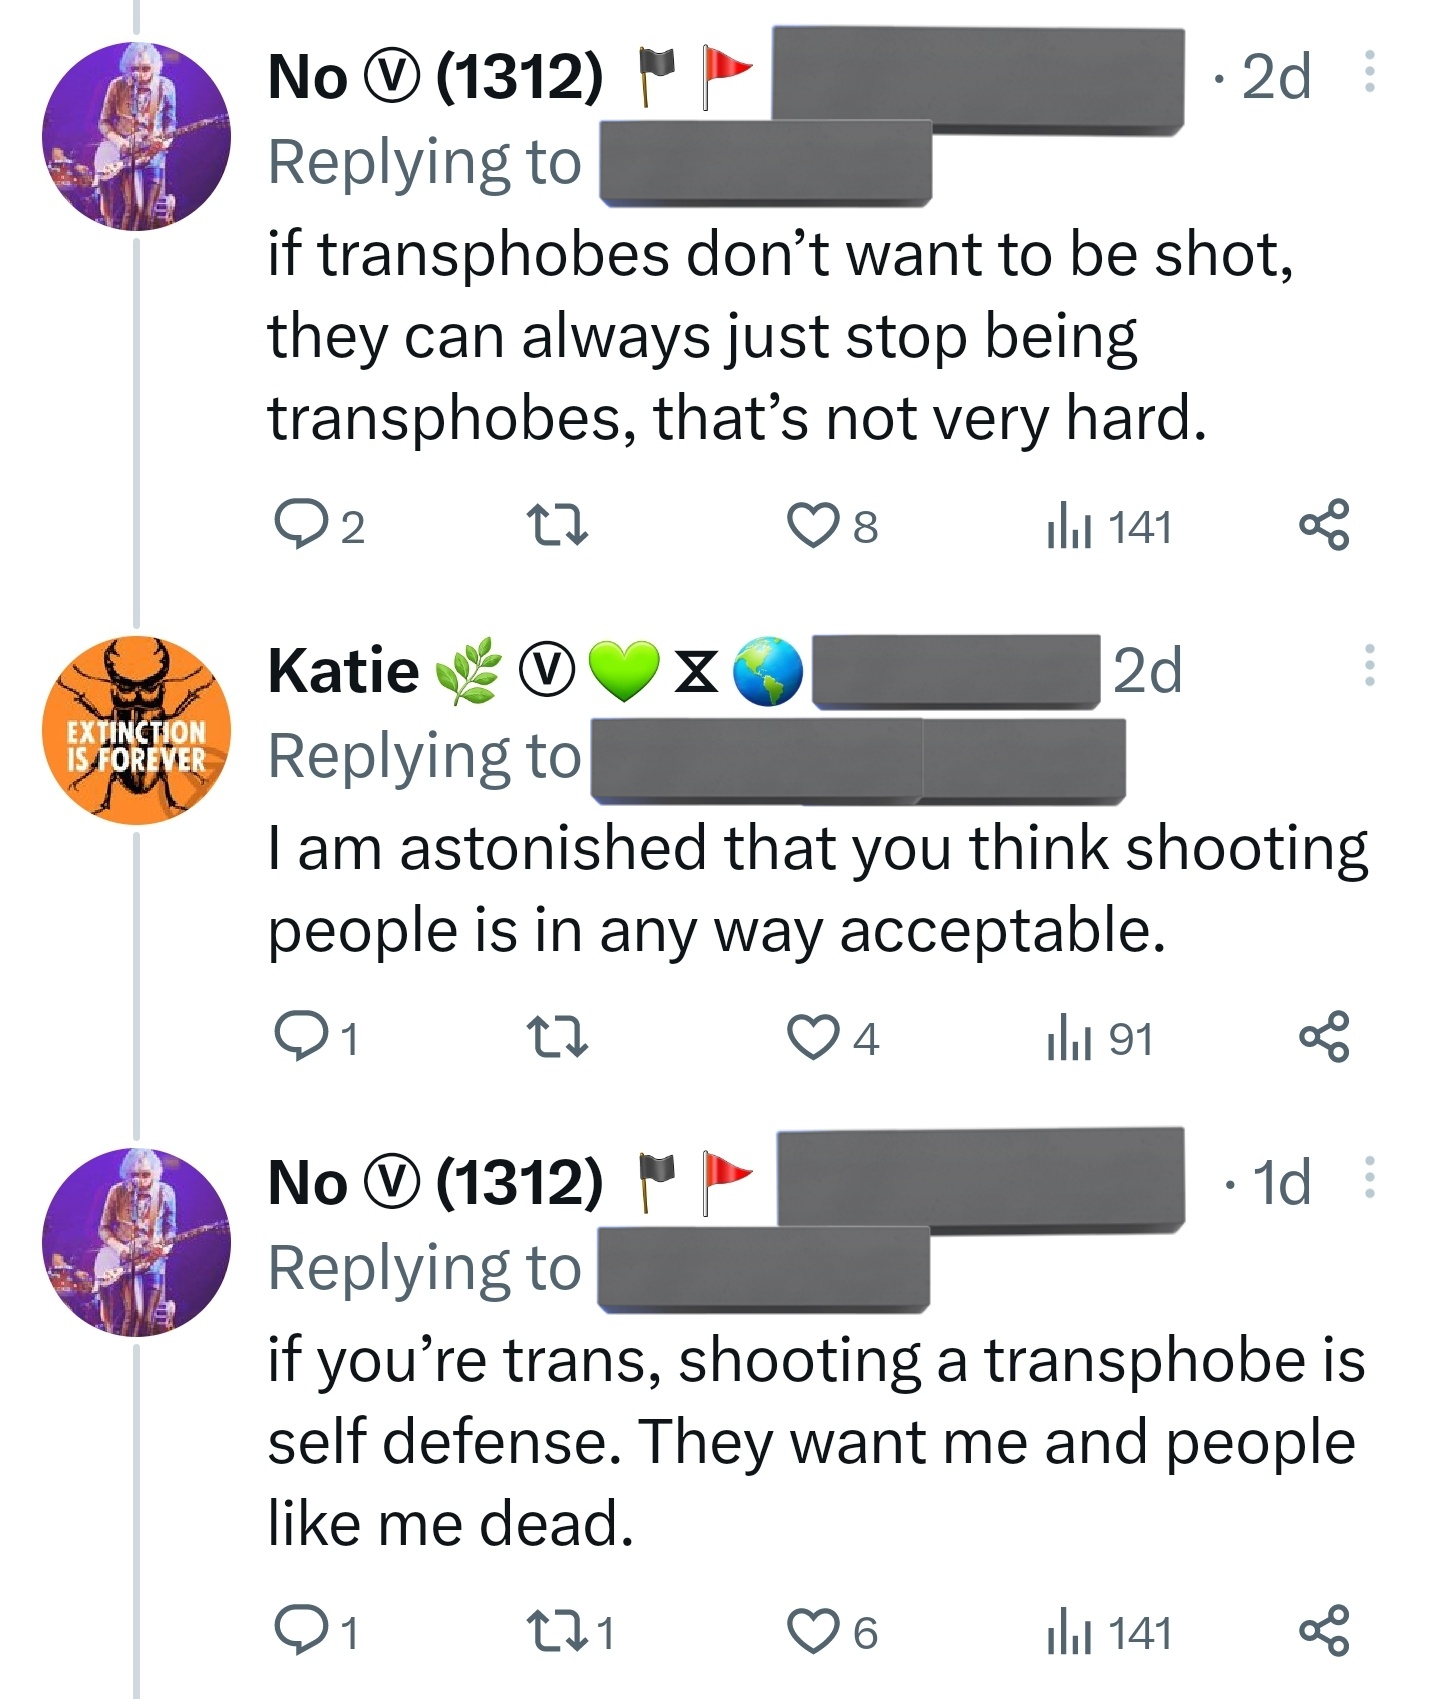 No Ⓥ (1312) 🏴 🚩 · 2d
Replying to
if transphobes don’t want to be shot,
they can always just stop being
transphobes, that’s not very hard.
2 8 141
EXTINCTION
IS FOREVER
Katie 🌿 Ⓥ 💚 ⧖ 🌎 2d
Replying to
I am astonished that you think shooting
people is in any way acceptable.
1 4 91
No Ⓥ (1312) 🏴 🚩 · 1d
Replying to
if you’re trans, shooting a transphobe is
self defense. They want me and people
like me dead.
1 1 6 141